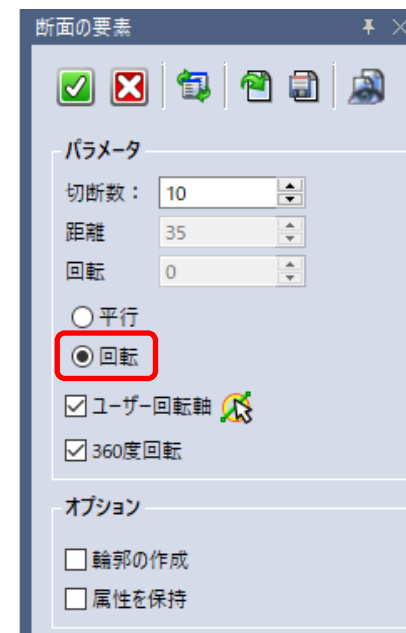 断面の要素
パラメータ
切断数： 10
距離 35
回転 0
平行
回転
ユーザー回転軸
360度回転
オプション
輪郭の作成
属性を保持